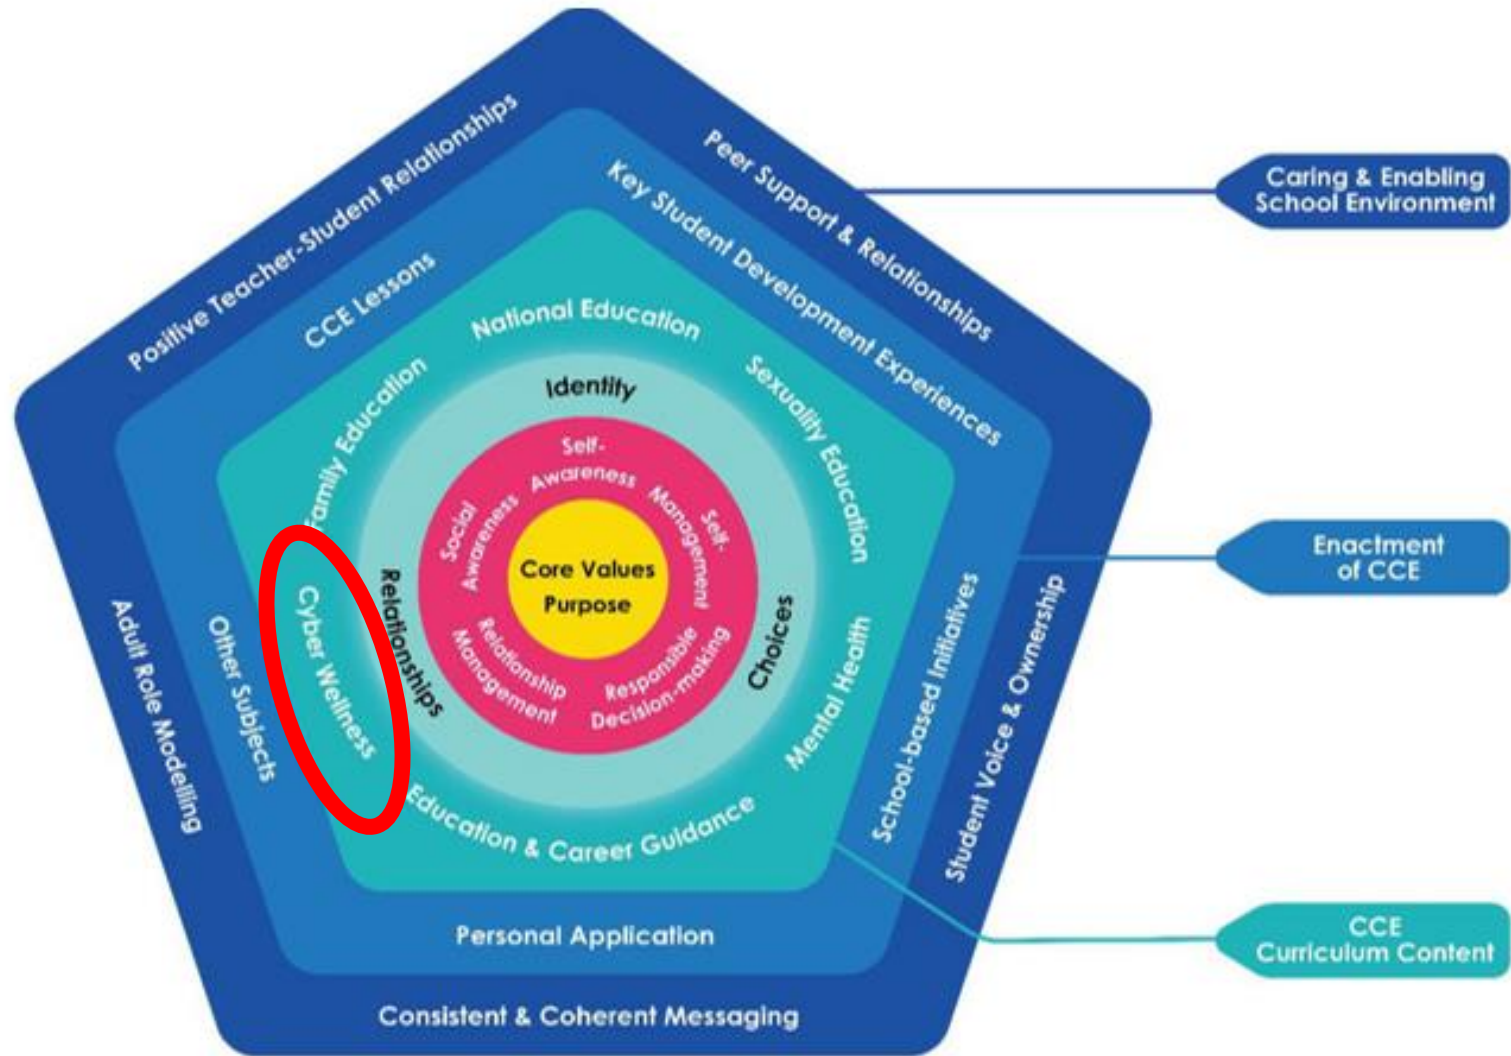 Positive Teacher-Student Relationships
Peer Support & Relationships
Caring & Enabling
School Environment
CCE Lessons
Key Student Development Experiences
National Education
Family Education
Sexuality Education
Identity
Self-
Awareness
Social
Awareness
Self-
Management
Core Values
Purpose
Enactment
of CCE
Relationships
Choices
Relationship
Management
Responsible
Decision-making
Cyber Wellness
Mental Health
Other Subjects
School-based Initiatives
Adult Role Modelling
Student Voice & Ownership
Education & Career Guidance
CCE
Curriculum Content
Personal Application
Consistent & Coherent Messaging